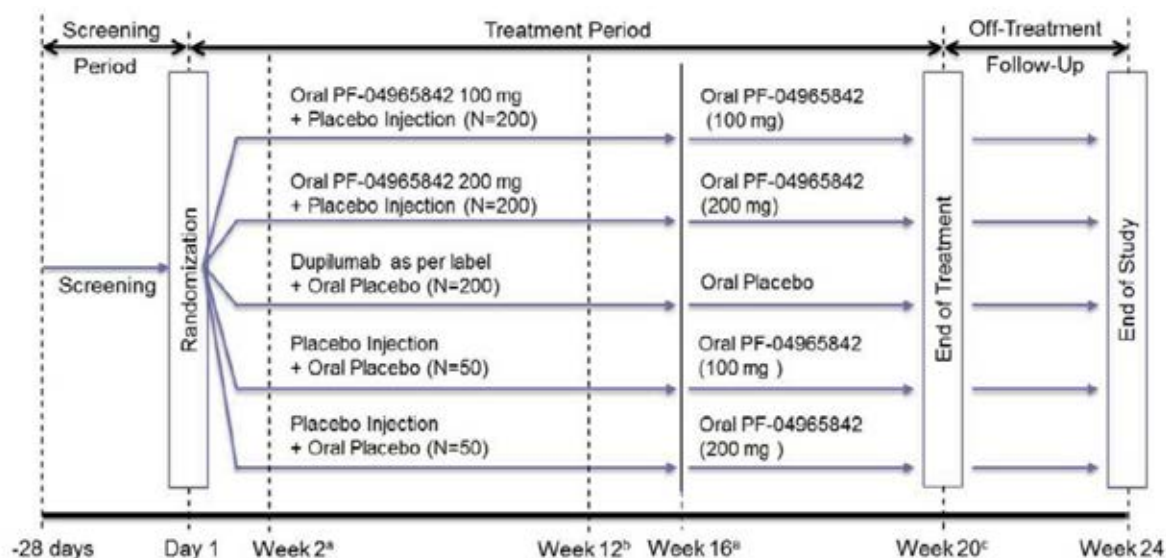 Screening
Period
Treatment Period
Off-Treatment
Follow-Up
Screening
Randomization
Oral PF-04965842 100 mg
+ Placebo Injection (N=200)
Oral PF-04965842
(100 mg)
Oral PF-04965842 200 mg
+ Placebo Injection (N=200)
Oral PF-04965842
(200 mg)
Dupilumab as per label
+ Oral Placebo (N=200)
Oral Placebo
Placebo Injection
+ Oral Placebo (N=50)
Oral PF-04965842
(100 mg )
Placebo Injection
+ Oral Placebo (N=50)
Oral PF-04965842
(200 mg )
End of Treatment
End of Study
-28 days
Day 1
Week 2ª
Week 12ᵇ
Week 16ª
Week 20ᶜ
Week 24